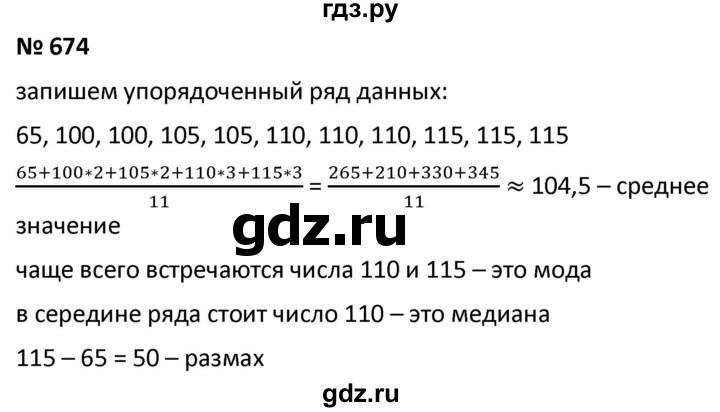 гдз.ру
№ 674
запишем упорядоченный ряд данных:
65, 100, 100, 105, 105, 110, 110, 110, 115, 115, 115
65+100*2+105*2+110*3+115*3/11 = 265+210+330+345/11 ≈ 104,5 – среднее
значение
gdz.ru
чаще всего встречаются числа 110 и 115 – это мода
в середине ряда стоит число 110 – это медиана
115 – 65 = 50 – размах
gdz.ru